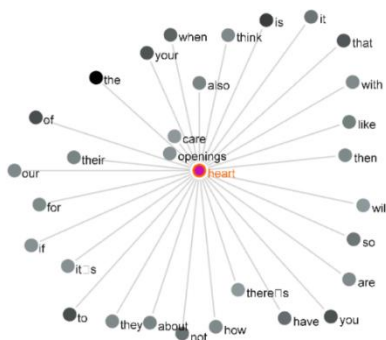 is
it
when
think
that
your
also
the
with
of
like
care
their
openings
then
our
heart
for
wil
if
so
it□s
are
there□s
to
they
about
not
how
have
you